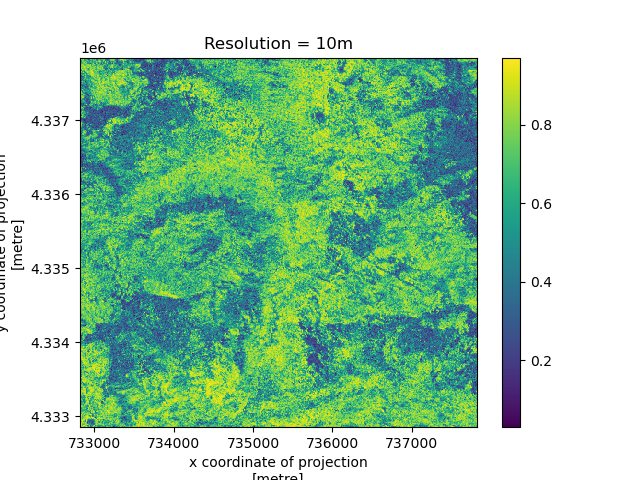 Resolution = 10m
1e6
4.337
4.336
4.335
4.334
4.333
733000 734000 735000 736000 737000
x coordinate of projection
[metre]
y coordinate of projection
[metre]
0.8
0.6
0.4
0.2